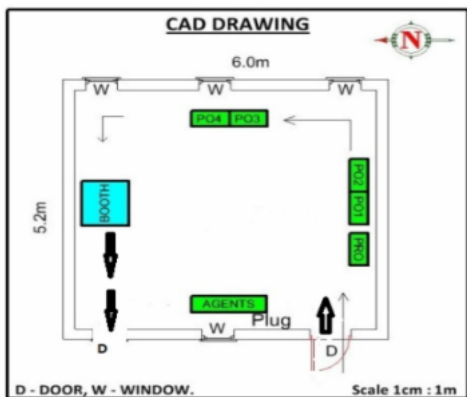 CAD DRAWING
N
6.0m
W W W
PO4 PO3
PO2
PO1
BOOTH
5.2m
PRO
AGENTS
Plug
W
D
D
D - DOOR, W - WINDOW.
Scale 1cm : 1m